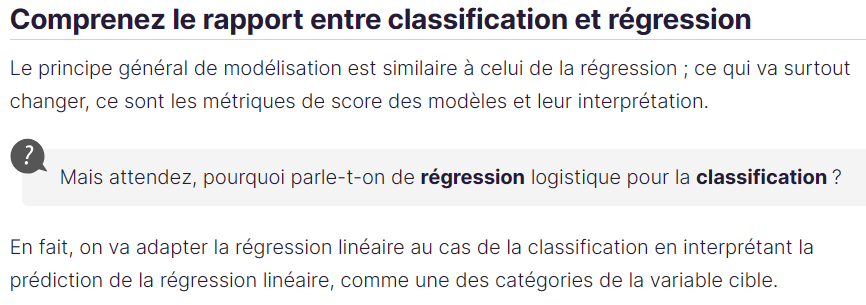 Comprenez le rapport entre classification et régression
Le principe général de modélisation est similaire à celui de la régression ; ce qui va surtout
changer, ce sont les métriques de score des modèles et leur interprétation.
?
Mais attendez, pourquoi parle-t-on de régression logistique pour la classification ?
En fait, on va adapter la régression linéaire au cas de la classification en interprétant la
prédiction de la régression linéaire, comme une des catégories de la variable cible.